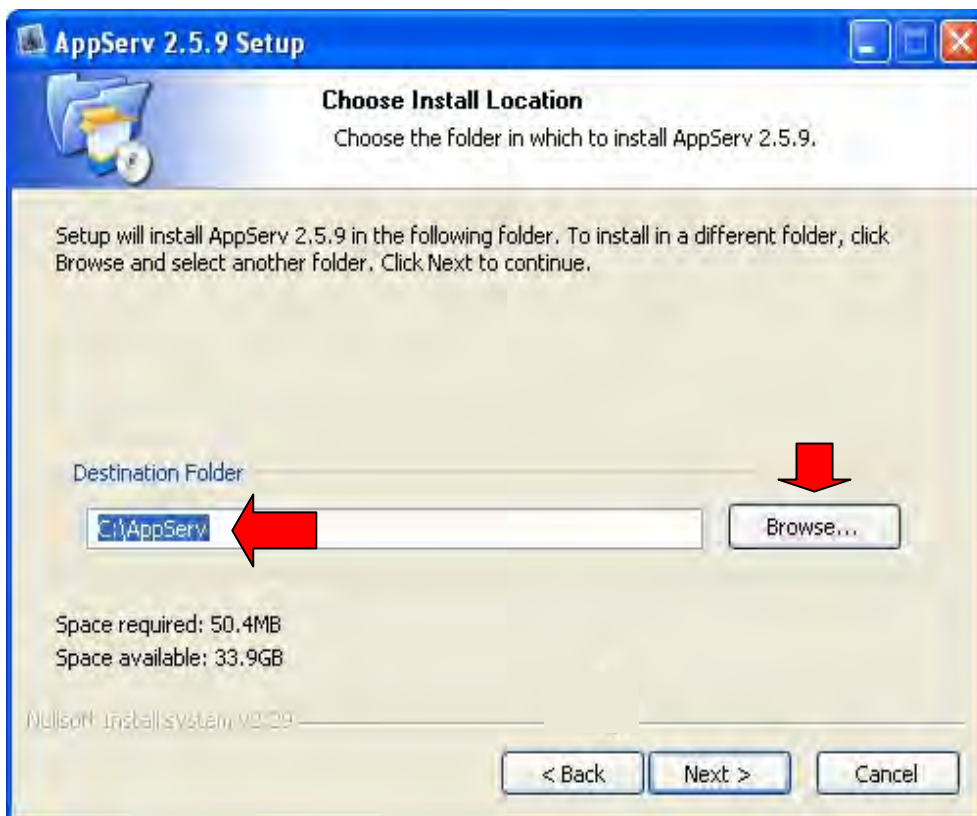 AppServ 2.5.9 Setup
Choose Install Location
Choose the folder in which to install AppServ 2.5.9.
Setup will install AppServ 2.5.9 in the following folder. To install in a different folder, click
Browse and select another folder. Click Next to continue.
Destination Folder
C:\AppServ
Browse...
Space required: 50.4MB
Space available: 33.9GB
Nullsoft Install System
< Back Next > Cancel